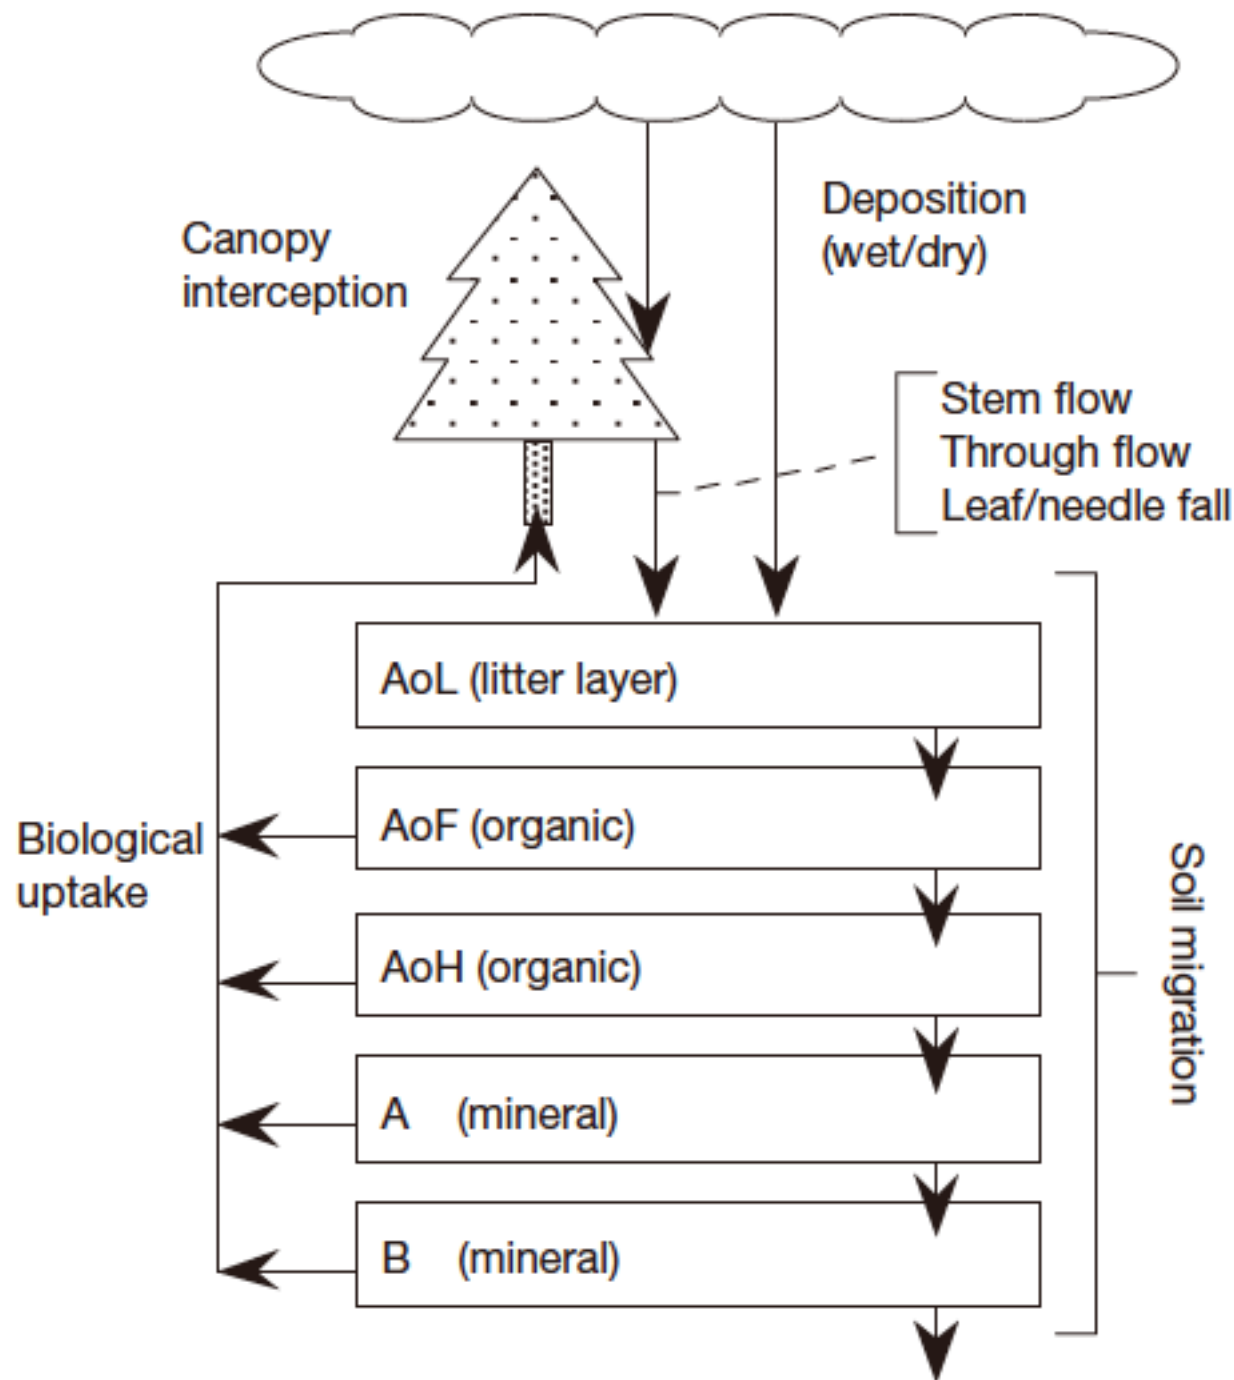 Deposition
(wet/dry)
Canopy
interception
Stem flow
Through flow
Leaf/needle fall
AoL (litter layer)
AoF (organic)
Biological
uptake
AoH (organic)
Soil migration
A (mineral)
B (mineral)